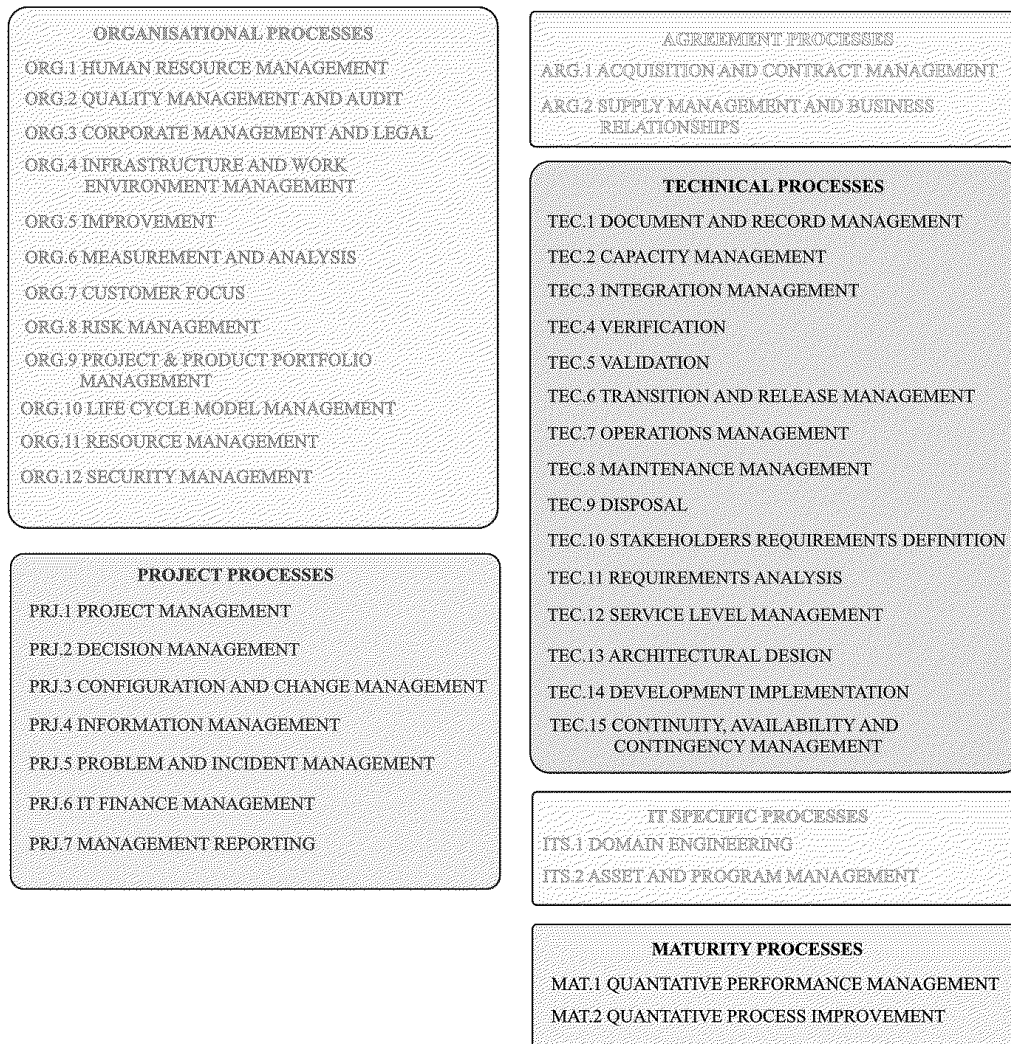 ORGANISATIONAL PROCESSES
ORG.1 HUMAN RESOURCE MANAGEMENT
ORG.2 QUALITY MANAGEMENT AND AUDIT
ORG.3 CORPORATE MANAGEMENT AND LEGAL
ORG.4 INFRASTRUCTURE AND WORK
ENVIRONMENT MANAGEMENT
ORG.5 IMPROVEMENT
ORG.6 MEASUREMENT AND ANALYSIS
ORG.7 CUSTOMER FOCUS
ORG.8 RISK MANAGEMENT
ORG.9 PROJECT & PRODUCT PORTFOLIO
MANAGEMENT
ORG.10 LIFE CYCLE MODEL MANAGEMENT
ORG.11 RESOURCE MANAGEMENT
ORG.12 SECURITY MANAGEMENT
PROJECT PROCESSES
PRJ.1 PROJECT MANAGEMENT
PRJ.2 DECISION MANAGEMENT
PRJ.3 CONFIGURATION AND CHANGE MANAGEMENT
PRJ.4 INFORMATION MANAGEMENT
PRJ.5 PROBLEM AND INCIDENT MANAGEMENT
PRJ.6 IT FINANCE MANAGEMENT
PRJ.7 MANAGEMENT REPORTING
AGREEMENT PROCESSES
ARG.1 ACQUISITION AND CONTRACT MANAGEMENT
ARG.2 SUPPLY MANAGEMENT AND BUSINESS
RELATIONSHIPS
TECHNICAL PROCESSES
TEC.1 DOCUMENT AND RECORD MANAGEMENT
TEC.2 CAPACITY MANAGEMENT
TEC.3 INTEGRATION MANAGEMENT
TEC.4 VERIFICATION
TEC.5 VALIDATION
TEC.6 TRANSITION AND RELEASE MANAGEMENT
TEC.7 OPERATIONS MANAGEMENT
TEC.8 MAINTENANCE MANAGEMENT
TEC.9 DISPOSAL
TEC.10 STAKEHOLDERS REQUIREMENTS DEFINITION
TEC.11 REQUIREMENTS ANALYSIS
TEC.12 SERVICE LEVEL MANAGEMENT
TEC.13 ARCHITECTURAL DESIGN
TEC.14 DEVELOPMENT IMPLEMENTATION
TEC.15 CONTINUITY, AVAILABILITY AND
CONTINGENCY MANAGEMENT
IT SPECIFIC PROCESSES
ITS.1 DOMAIN ENGINEERING
ITS.2 ASSET AND PROGRAM MANAGEMENT
MATURITY PROCESSES
MAT.1 QUANTATIVE PERFORMANCE MANAGEMENT
MAT.2 QUANTATIVE PROCESS IMPROVEMENT